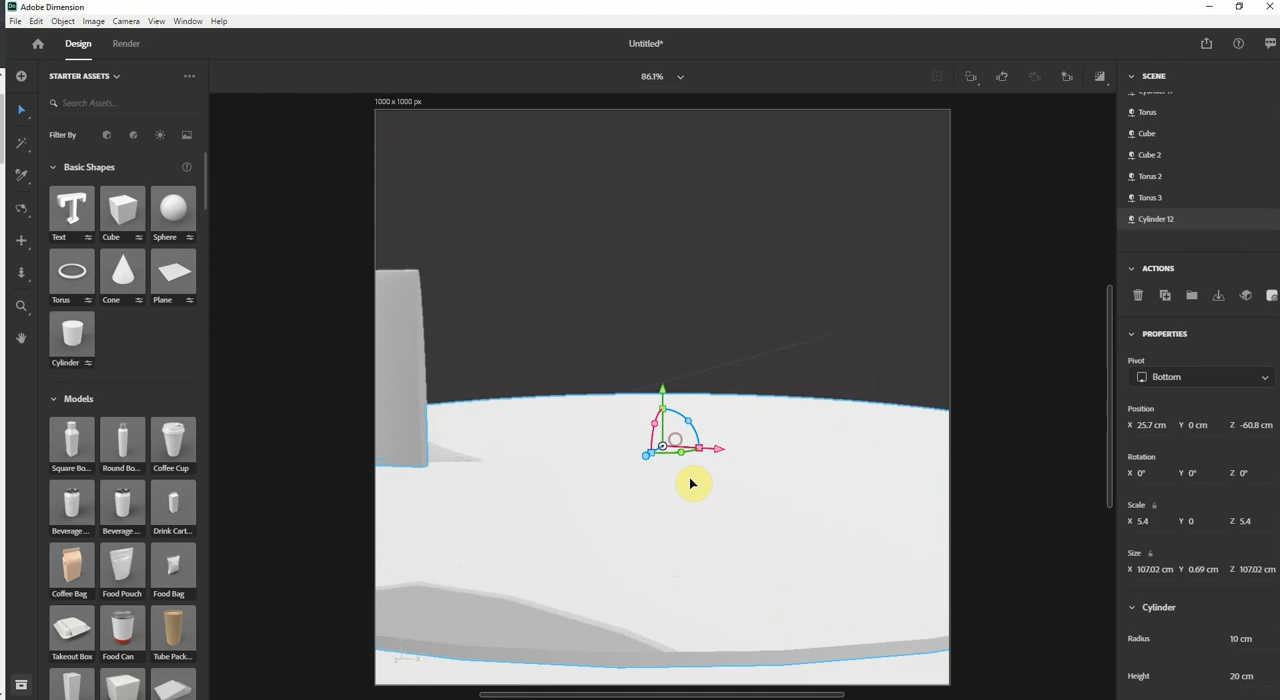 Dn Adobe Dimension
File Edit Object Image Camera View Window Help
Design Render Untitled*
STARTER ASSETS 86.1% SCENE
Search Assets...
1000 x 1000 px
Torus
Filter By
Cube
Cube 2
Basic Shapes
Torus 2
Torus 3
Cylinder 12
Text Cube Sphere
ACTIONS
Torus Cone Plane
PROPERTIES
Pivot
Cylinder
Bottom
Models
Position
X 25.7 cm Y 0 cm Z -60.8 cm
Rotation
Square Bo... Round Bo... Coffee Cup
X 0° Y 0° Z 0°
Scale
X 5.4 Y 0 Z 5.4
Beverage ... Beverage ... Drink Cart...
Size
X 107.02 cm Y 0.69 cm Z 107.02 cm
Coffee Bag Food Pouch Food Bag
Cylinder
Radius 10 cm
Takeout Box Food Can Tube Pack...
Height 20 cm